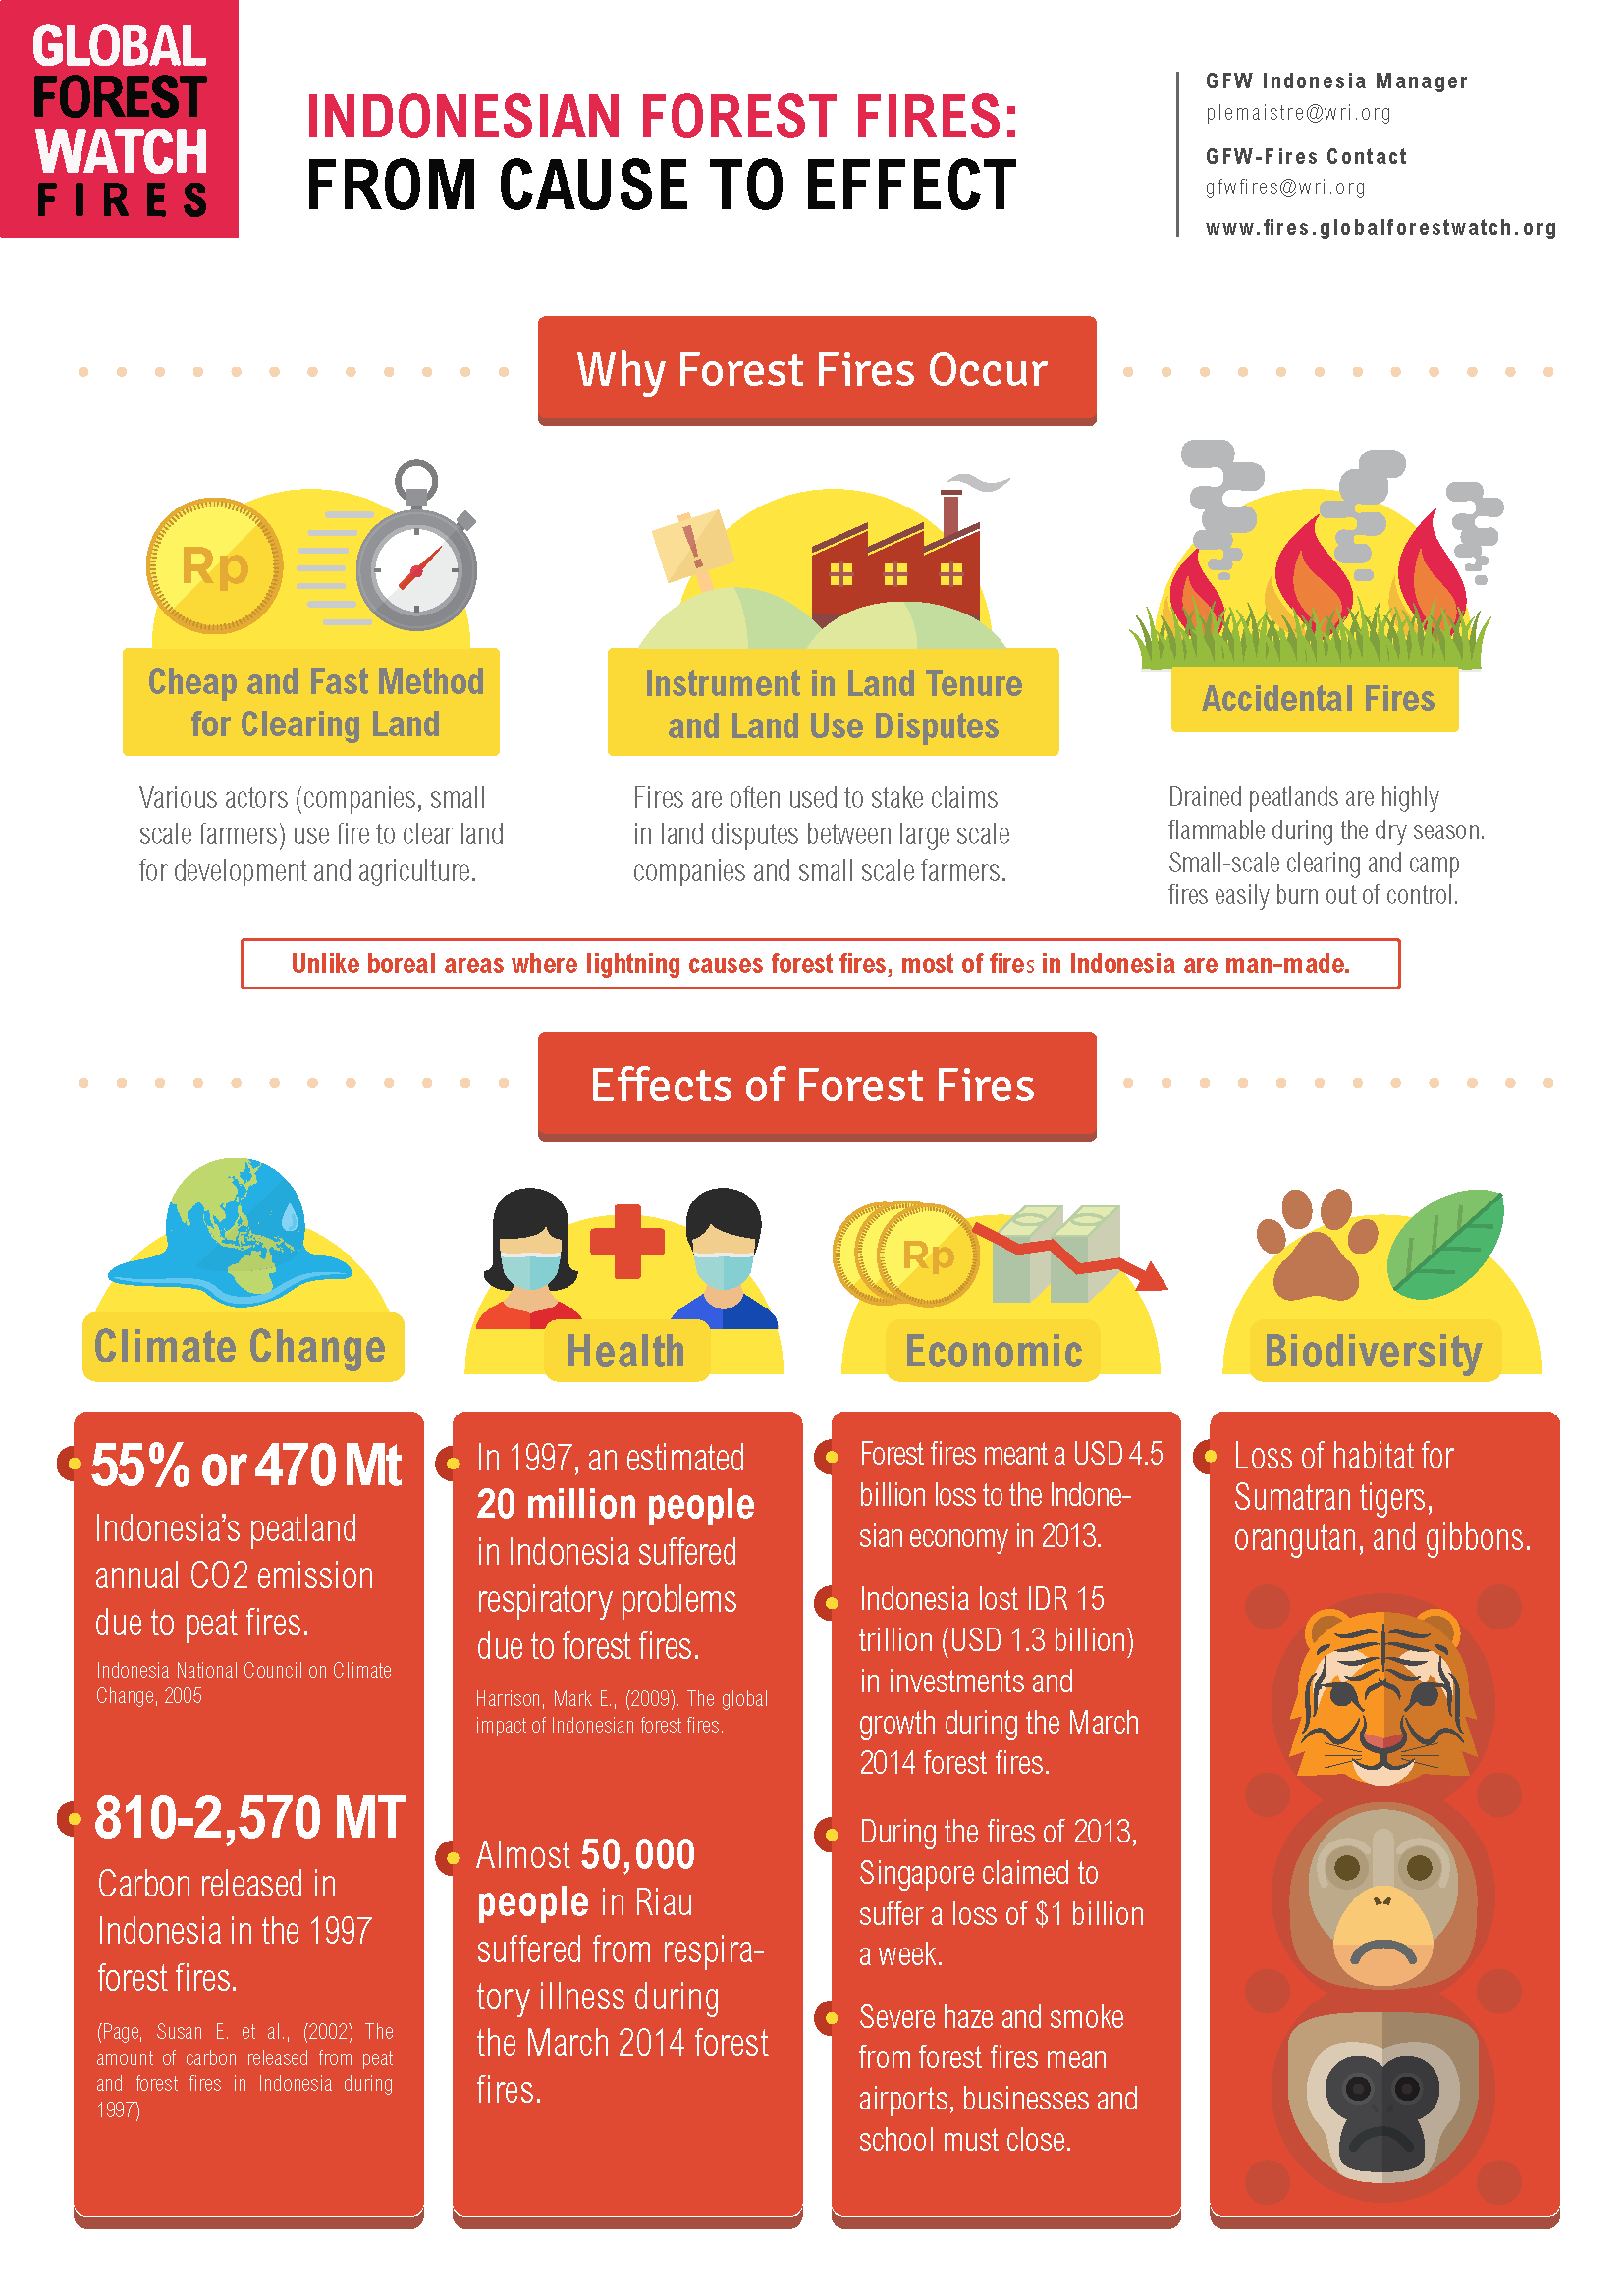 GLOBAL
FOREST
WATCH
FIRES
INDONESIAN FOREST FIRES:
FROM CAUSE TO EFFECT
GFW Indonesia Manager
plemaistre@wri.org
GFW-Fires Contact
gfwfires@wri.org
www.fires.globalforestwatch.org
Why Forest Fires Occur
Rp
Cheap and Fast Method
for Clearing Land
Various actors (companies, small
scale farmers) use fire to clear land
for development and agriculture.
!
Instrument in Land Tenure
and Land Use Disputes
Fires are often used to stake claims
in land disputes between large scale
companies and small scale farmers.
Accidental Fires
Drained peatlands are highly
flammable during the dry season.
Small-scale clearing and camp
fires easily burn out of control.
Unlike boreal areas where lightning causes forest fires, most of fires in Indonesia are man-made.
Effects of Forest Fires
Climate Change
55% or 470 Mt
Indonesia's peatland
annual CO2 emission
due to peat fires.
Indonesia National Council on Climate
Change, 2005
810-2,570 MT
Carbon released in
Indonesia in the 1997
forest fires.
(Page, Susan E. et al., (2002) The
amount of carbon released from peat
and forest fires in Indonesia during
1997)
Health
In 1997, an estimated
20 million people
in Indonesia suffered
respiratory problems
due to forest fires.
Harrison, Mark E., (2009). The global
impact of Indonesian forest fires.
Almost 50,000
people in Riau
suffered from respira-
tory illness during
the March 2014 forest
fires.
Rp
Economic
Forest fires meant a USD 4.5
billion loss to the Indone-
sian economy in 2013.
Indonesia lost IDR 15
trillion (USD 1.3 billion)
in investments and
growth during the March
2014 forest fires.
During the fires of 2013,
Singapore claimed to
suffer a loss of $1 billion
a week.
Severe haze and smoke
from forest fires mean
airports, businesses and
school must close.
Biodiversity
Loss of habitat for
Sumatran tigers,
orangutan, and gibbons.